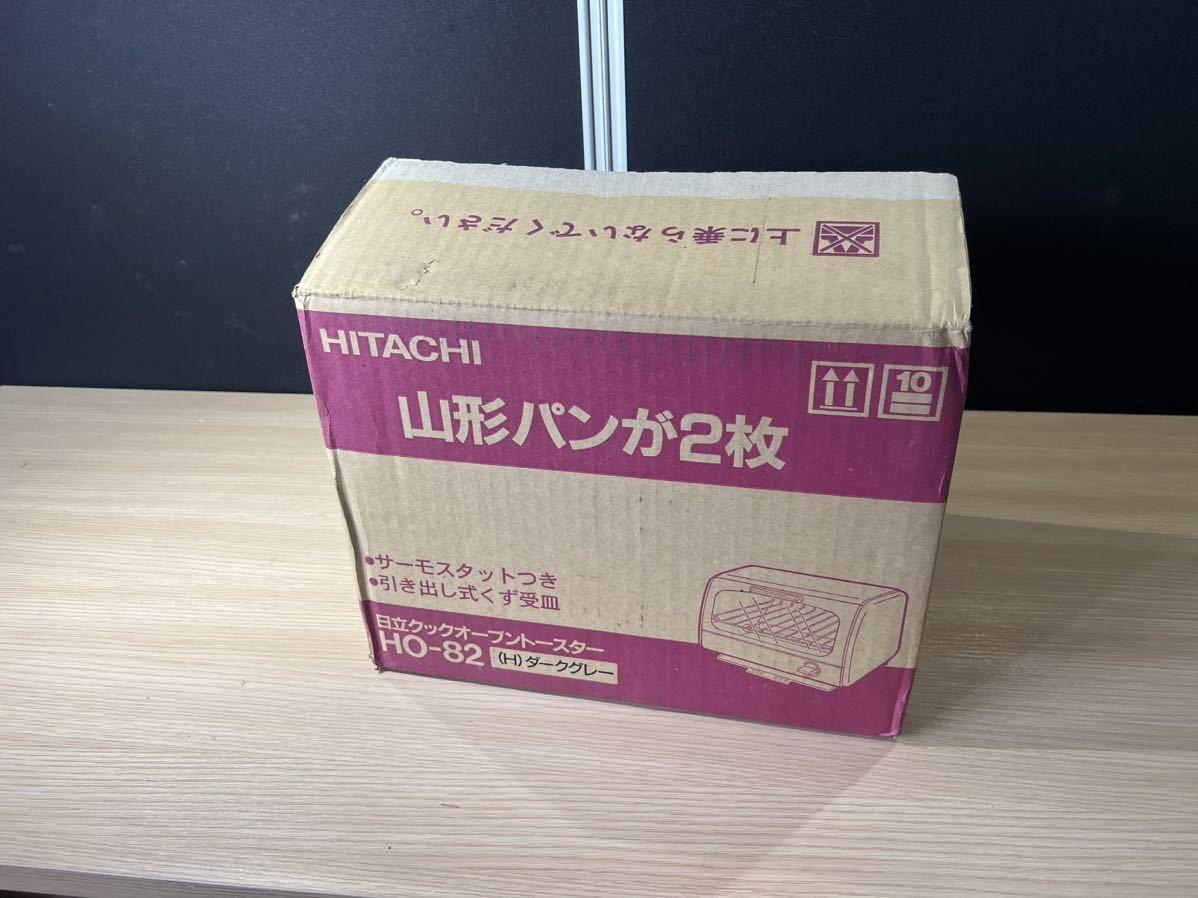 上に乗らないでください。
HITACHI
10
山形パンが2枚
•サーモスタットつき
•引き出し式くず受皿
日立クックオーブントースター
HO-82 (H)ダークグレー